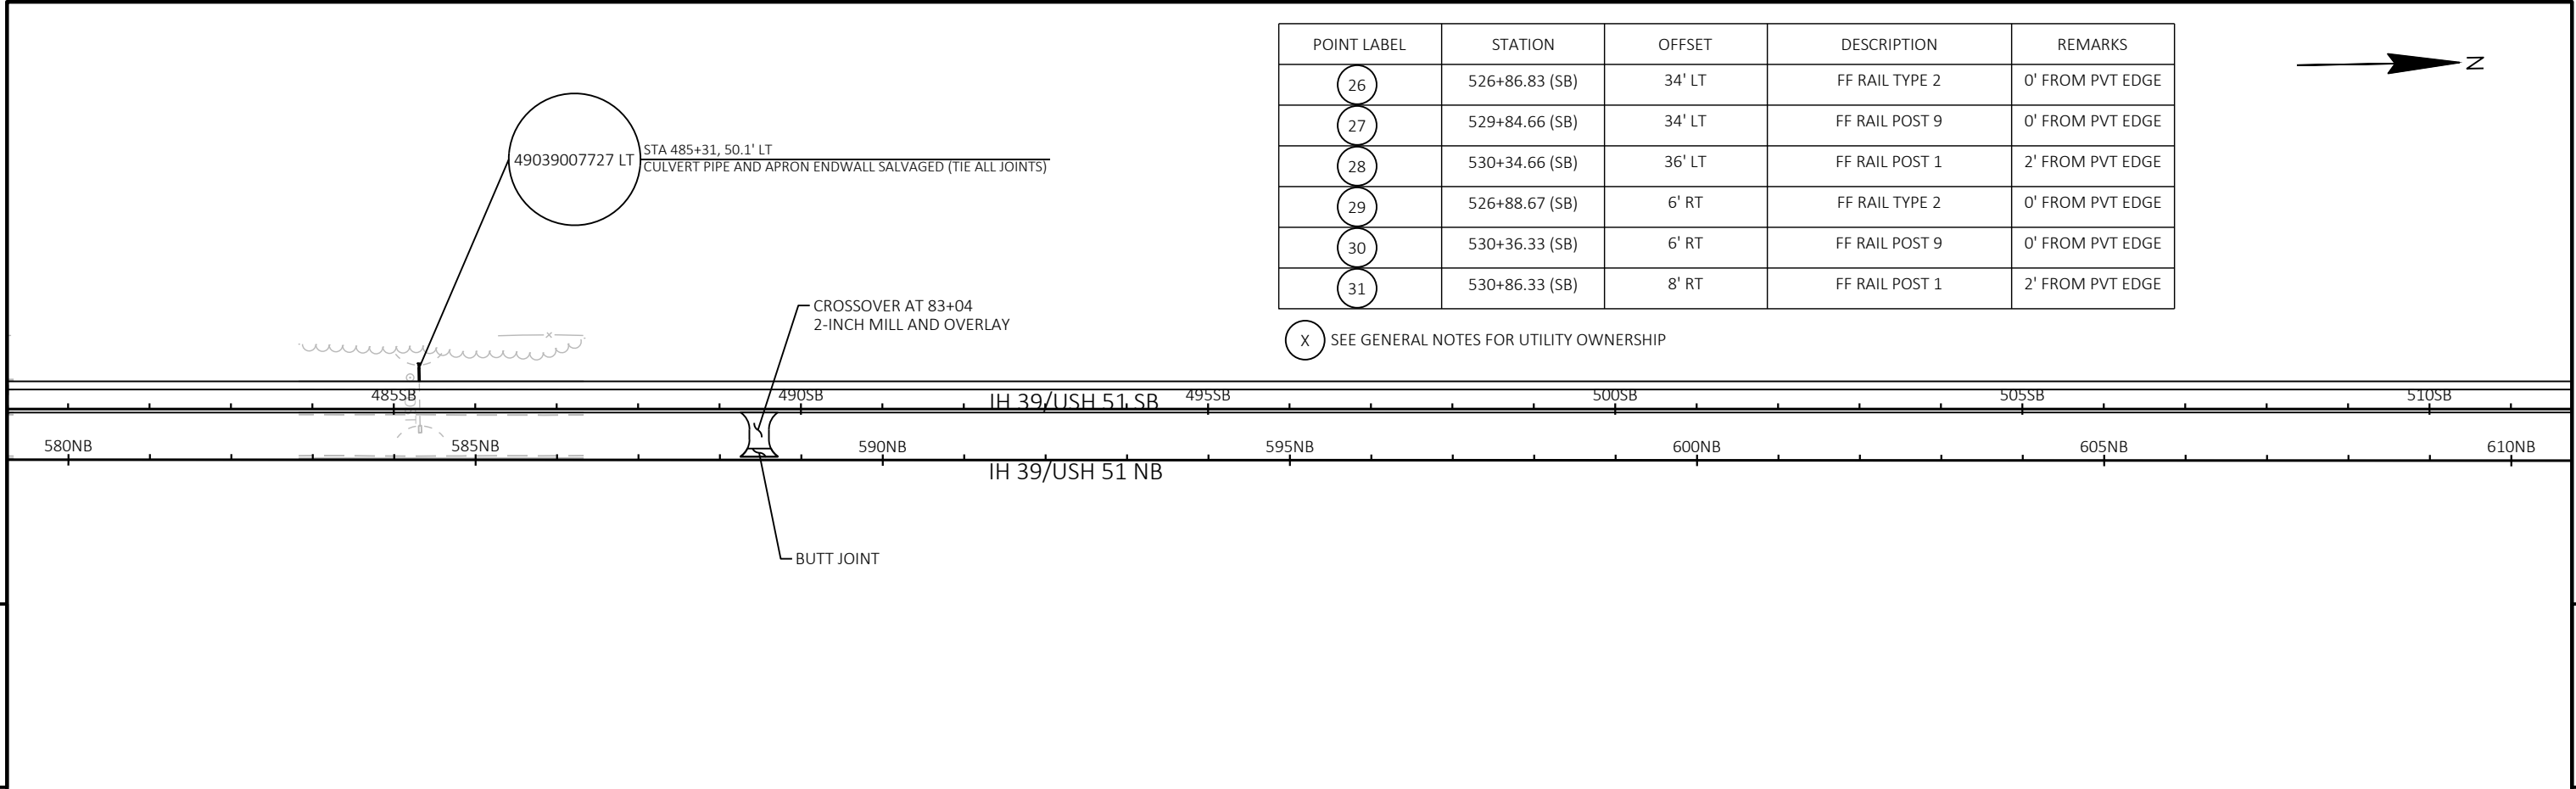 POINT LABEL STATION OFFSET DESCRIPTION REMARKS
26 526+86.83 (SB) 34' LT FF RAIL TYPE 2 0' FROM PVT EDGE
27 529+84.66 (SB) 34' LT FF RAIL POST 9 0' FROM PVT EDGE
28 530+34.66 (SB) 36' LT FF RAIL POST 1 2' FROM PVT EDGE
29 526+88.67 (SB) 6' RT FF RAIL TYPE 2 0' FROM PVT EDGE
30 530+36.33 (SB) 6' RT FF RAIL POST 9 0' FROM PVT EDGE
31 530+86.33 (SB) 8' RT FF RAIL POST 1 2' FROM PVT EDGE
X SEE GENERAL NOTES FOR UTILITY OWNERSHIP
N
49039007727 LT
STA 485+31, 50.1' LT
CULVERT PIPE AND APRON ENDWALL SALVAGED (TIE ALL JOINTS)
CROSSOVER AT 83+04
2-INCH MILL AND OVERLAY
485SB 490SB 495SB 500SB 505SB 510SB
IH 39/USH 51 SB
580NB 585NB 590NB 595NB 600NB 605NB 610NB
IH 39/USH 51 NB
BUTT JOINT